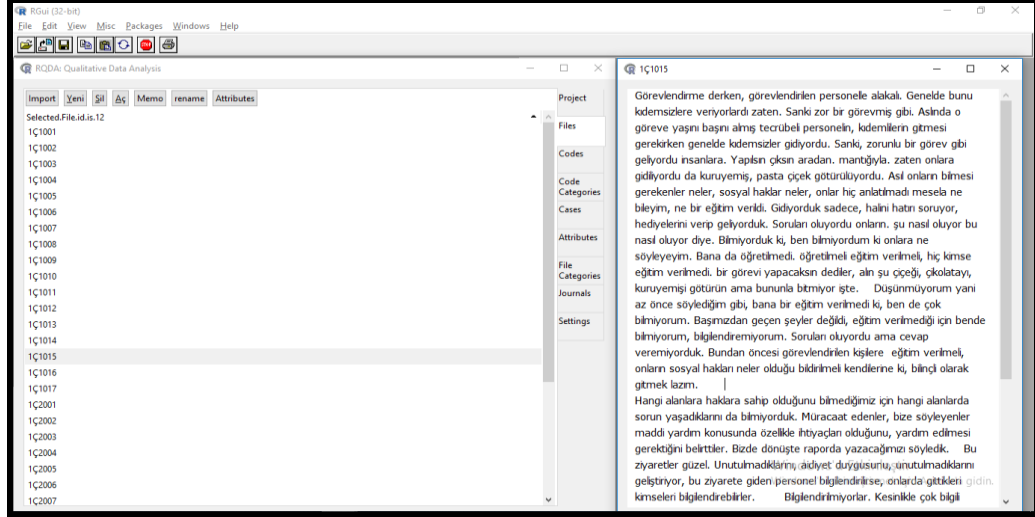 RGui (32-bit)
File Edit View Misc Packages Windows Help
STOP
RQDA: Qualitative Data Analysis
Import Yeni Sil Aç Memo rename Attributes
Selected.File.id.is.12
1Ç1001
1Ç1002
1Ç1003
1Ç1004
1Ç1005
1Ç1006
1Ç1007
1Ç1008
1Ç1009
1Ç1010
1Ç1011
1Ç1012
1Ç1013
1Ç1014
1Ç1015
1Ç1016
1Ç1017
1Ç2001
1Ç2002
1Ç2003
1Ç2004
1Ç2005
1Ç2006
1Ç2007
Project
Files
Codes
Code
Categories
Cases
Attributes
File
Categories
Journals
Settings
1Ç1015
Görevlendirme derken, görevlendirilen personelle alakalı. Genelde bunu
kıdemsizlere veriyorlardı zaten. Sanki zor bir görevmiş gibi. Aslında o
göreve yaşını başını almış tecrübeli personelin, kıdemlilerin gitmesi
gerekirken genelde kıdemsizler gidiyordu. Sanki, zorunlu bir görev gibi
geliyordu insanlara. Yapılsın çıksın aradan. mantığıyla. zaten onlara
gidiliyordu da kuruyemiş, pasta çiçek götürülüyordu. Asıl onların bilmesi
gerekenler neler, sosyal haklar neler, onlar hiç anlatılmadı mesela ne
bileyim, ne bir eğitim verildi. Gidiyorduk sadece, halini hatırı soruyor,
hediyelerini verip geliyorduk. Soruları oluyordu onların. şu nasıl oluyor bu
nasıl oluyor diye. Bilmiyorduk ki, ben bilmiyordum ki onlara ne
söyleyeyim. Bana da öğretilmedi. öğretilmeli eğitim verilmeli, hiç kimse
eğitim verilmedi. bir görevi yapacaksın dediler, alın şu çiçeği, çikolatayı,
kuruyemişi götürün ama bununla bitmiyor işte. Düşünmüyorum yani
az önce söylediğim gibi, bana bir eğitim verilmedi ki, ben de çok
bilmiyorum. Başımızdan geçen şeyler değildi, eğitim verilmediği için bende
bilmiyorum, bilgilendiremiyorum. Soruları oluyordu ama cevap
veremiyorduk. Bundan öncesi görevlendirilen kişilere eğitim verilmeli,
onların sosyal hakları neler olduğu bildirilmeli kendilerine ki, bilinçli olarak
gitmek lazım.
Hangi alanlara haklara sahip olduğunu bilmediğimiz için hangi alanlarda
sorun yaşadıklarını da bilmiyorduk. Müracaat edenler, bize söyleyenler
maddi yardım konusunda özellikle ihtiyaçları olduğunu, yardım edilmesi
gerektiğini belirttiler. Bizde dönüşte raporda yazacağımızı söyledik. Bu
ziyaretler güzel. Unutulmadıklarını, aidiyet duygusunu, unutulmadıklarını
geliştiriyor, bu ziyarete giden personel bilgilendirilirse, onlarda gittikleri gidin.
kimseleri bilgilendirebilirler. Bilgilendirilmiyorlar. Kesinlikle çok bilgili